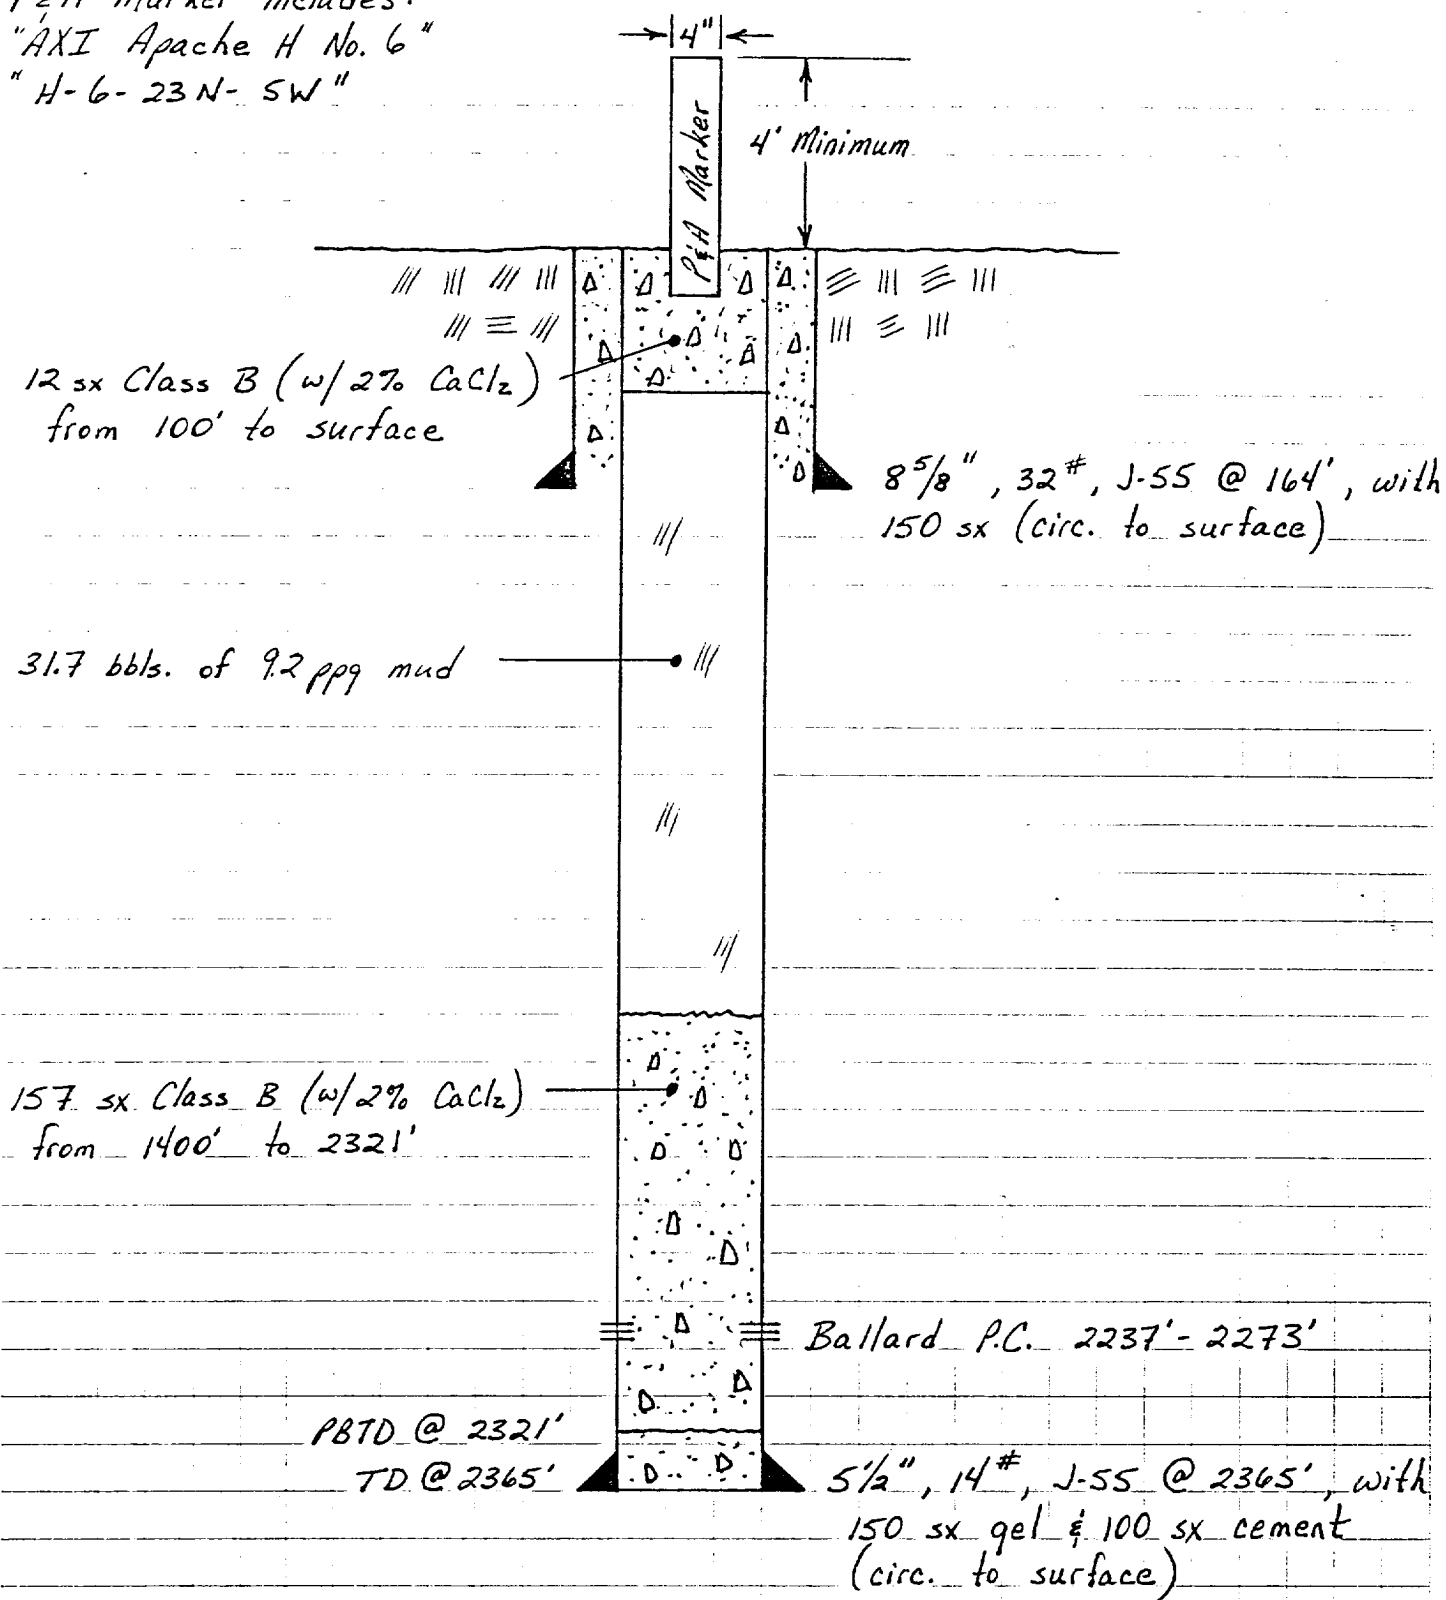 P&A Marker includes:
"AXI Apache H No. 6"
"H-6-23N-5W"
4"
P&A Marker
4' Minimum
12 sx Class B (w/ 2% CaCl2)
from 100' to surface
8 5/8", 32#, J-55 @ 164', with
150 sx (circ. to surface)
31.7 bbls. of 9.2 ppg mud
157 sx Class B (w/ 2% CaCl2)
from 1400' to 2321'
Ballard P.C. 2237'-2273'
PBTD @ 2321'
TD @ 2365'
5 1/2", 14#, J-55 @ 2365', with
150 sx gel & 100 sx cement
(circ. to surface)